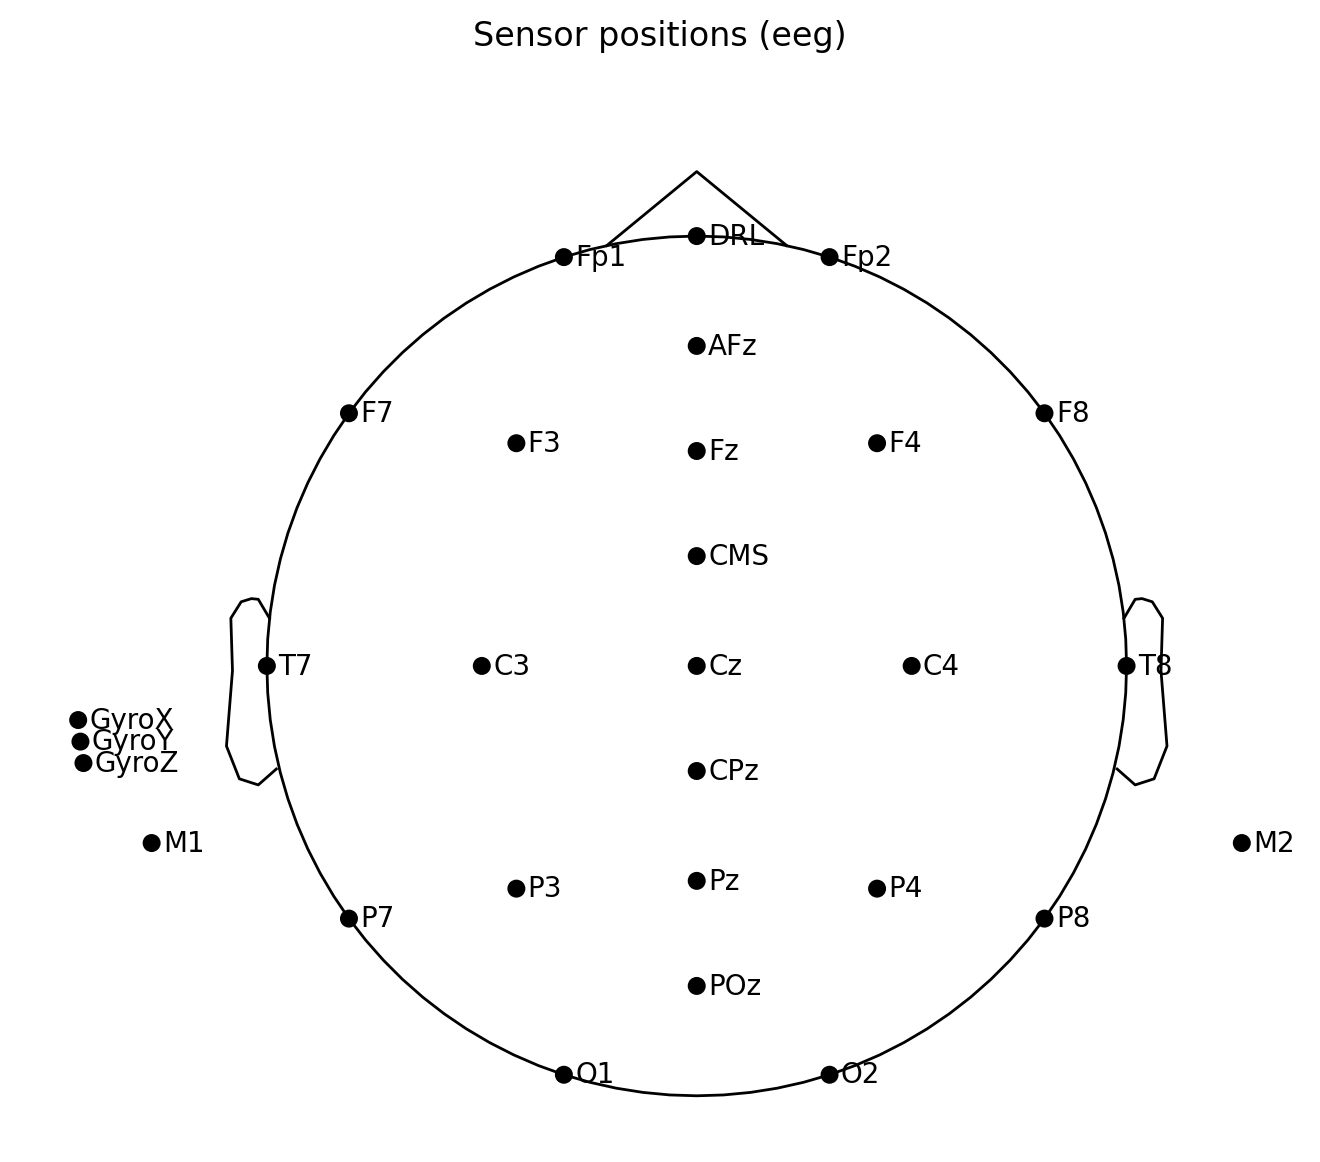 Sensor positions (eeg)
DRL
Fp1
Fp2
AFz
F7
F8
F3
F4
Fz
CMS
T7
C3
Cz
C4
T8
GyroX
GyroY
GyroZ
CPz
M1
M2
Pz
P3
P4
P7
P8
POz
O1
O2